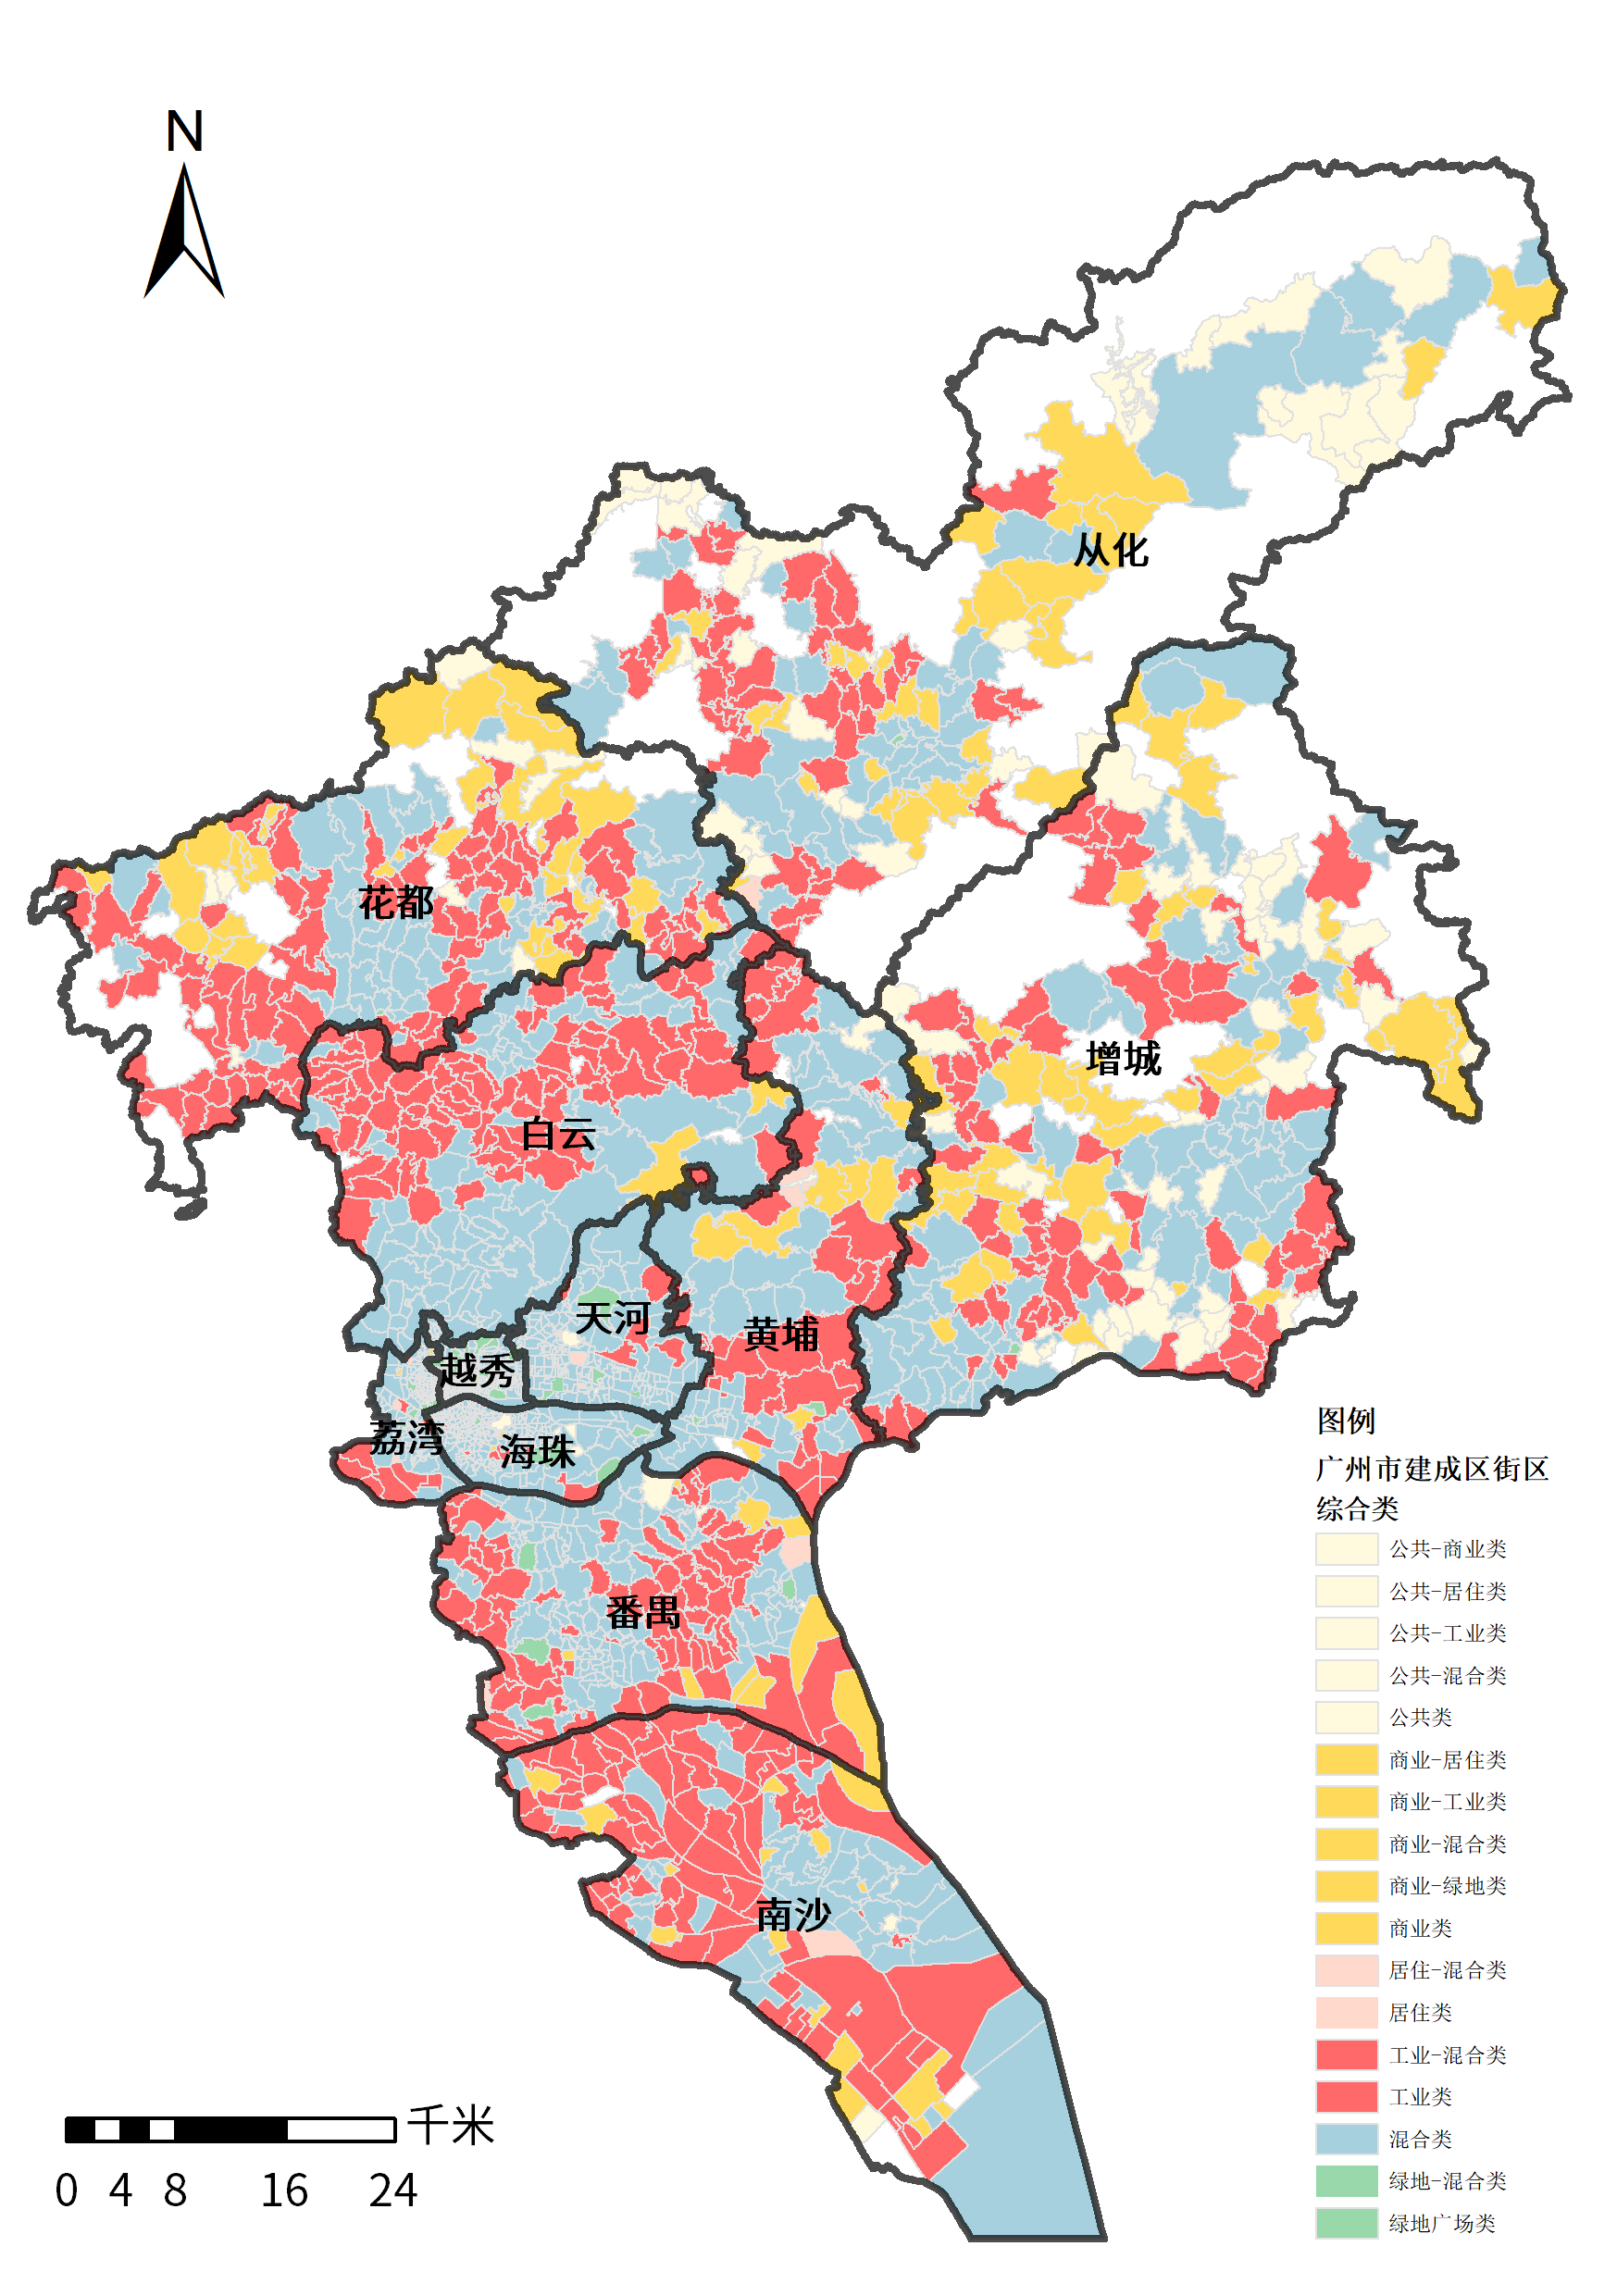 N
从化
花都
增城
白云
天河
黄埔
越秀
荔湾
海珠
番禺
南沙
图例
广州市建成区街区
综合类
公共-商业类
公共-居住类
公共-工业类
公共-混合类
公共类
商业-居住类
商业-工业类
商业-混合类
商业-绿地类
商业类
居住-混合类
居住类
工业-混合类
工业类
混合类
绿地-混合类
绿地广场类
千米
0 4 8 16 24